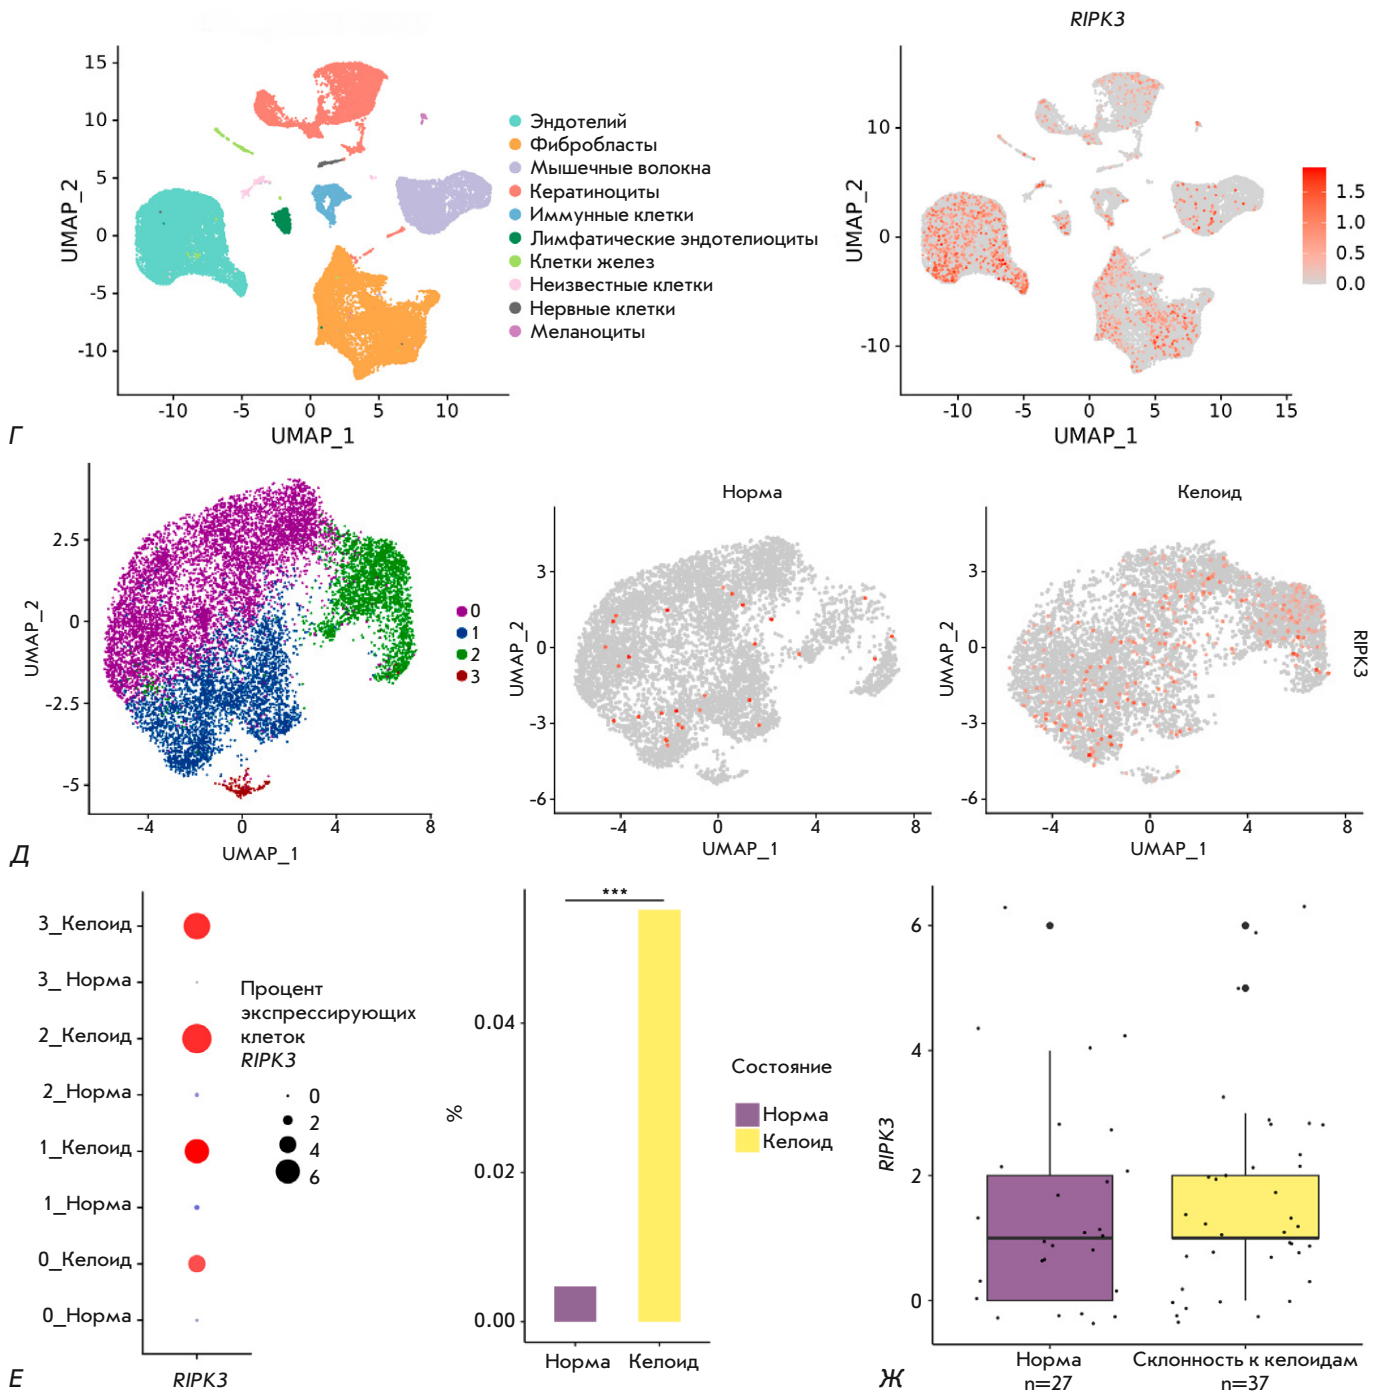 RIPK3
15
10
5
0
-5
-10
UMAP_2
-10
-5
0
5
10
UMAP_1
Эндотелий
Фибробласты
Мышечные волокна
Кератиноциты
Иммунные клетки
Лимфатические эндотелиоциты
Клетки желез
Неизвестные клетки
Нервные клетки
Меланоциты
10
0
-10
UMAP_2
-10
-5
0
5
10
15
UMAP_1
1.5
1.0
0.5
0.0
Г
2.5
0
-2.5
-5
UMAP_2
-4
0
4
8
UMAP_1
0
1
2
3
Норма
3
0
-3
-6
UMAP_2
-4
0
4
8
UMAP_1
Келоид
3
0
-3
-6
UMAP_2
-4
0
4
8
UMAP_1
RIPK3
Д
3_Келоид
3_Норма
2_Келоид
2_Норма
1_Келоид
1_Норма
0_Келоид
0_Норма
RIPK3
Процент
экспрессирующих
клеток
RIPK3
0
2
4
6
***
0.04
0.02
0.00
%
Норма
Келоид
Состояние
Норма
Келоид
Е
6
4
2
0
RIPK3
Норма
n=27
Склонность к келоидам
n=37
Ж